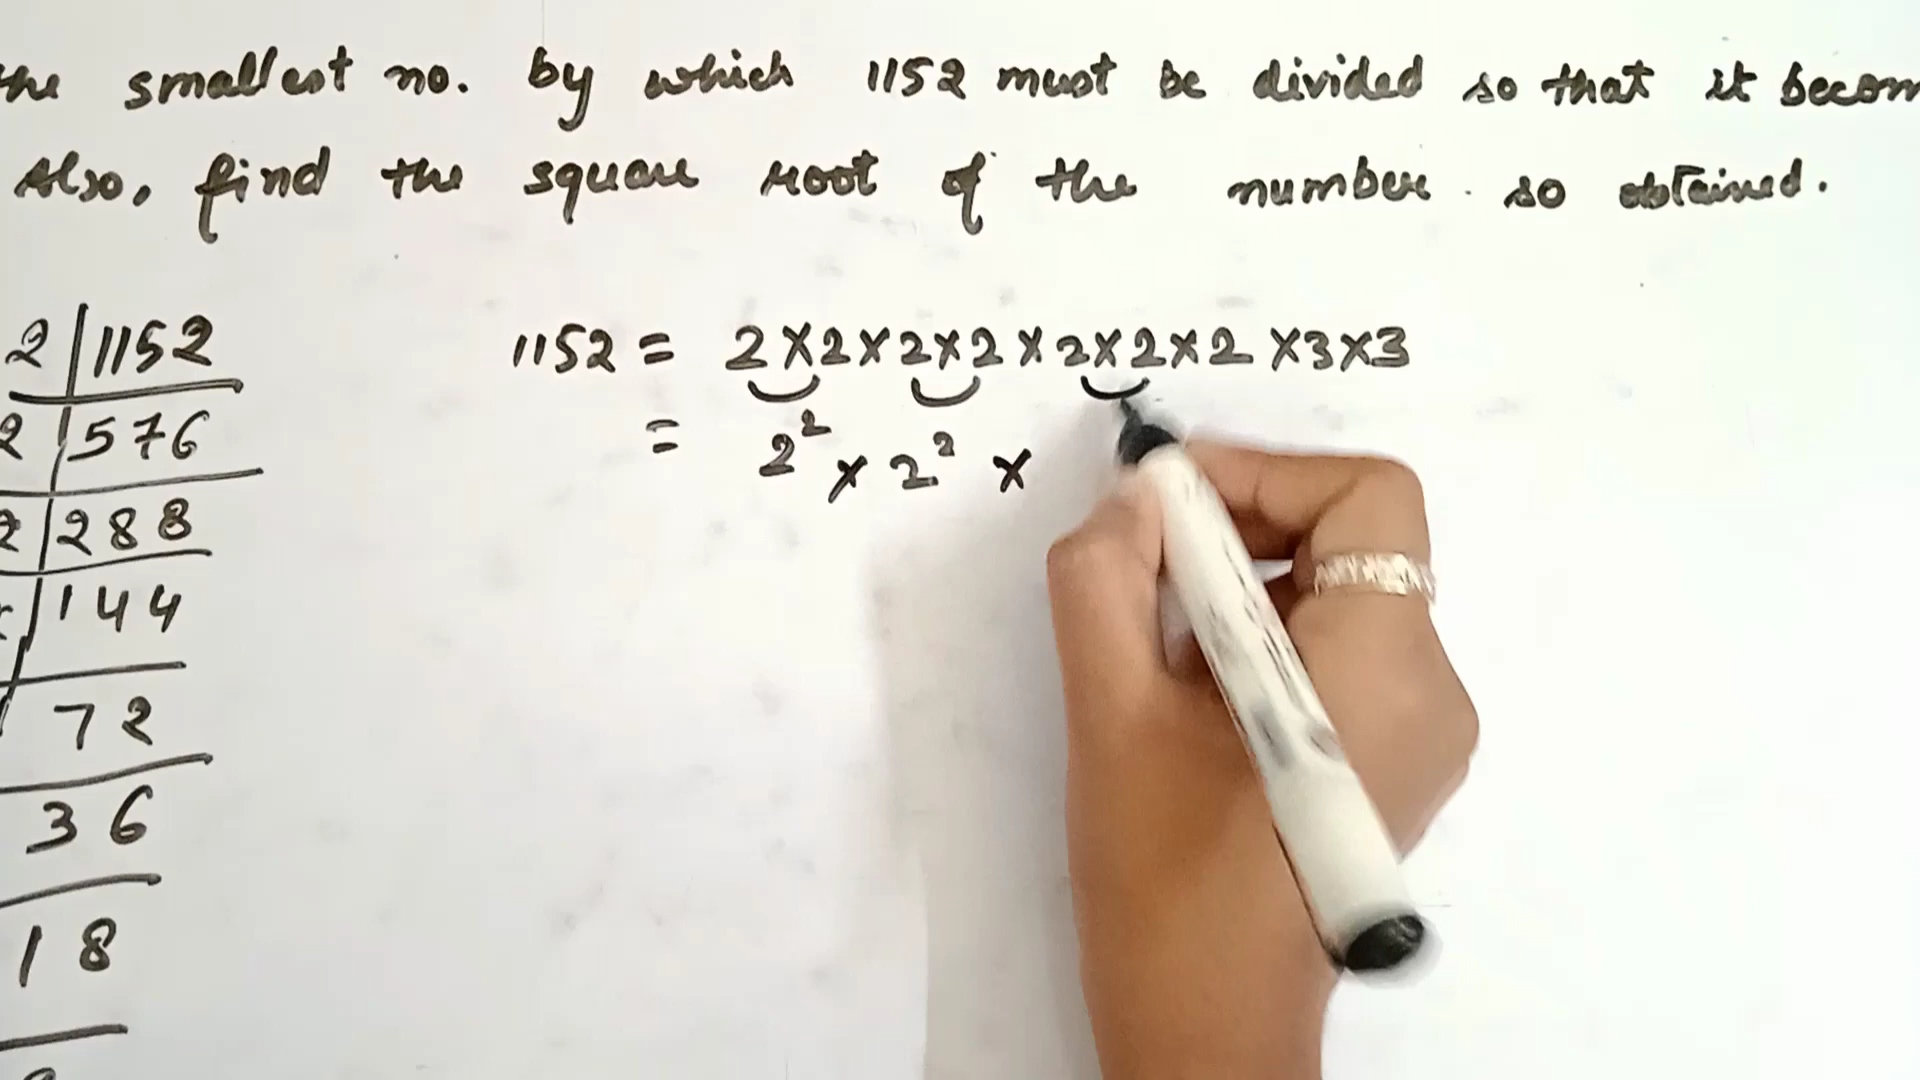 the smallest no. by which 1152 must be divided so that it becom
Also, find the square root of the number so obtained.
2 | 1152
2 | 576
2 | 288
144
72
36
18
1152 = 2×2×2×2×2×2×2×3×3
= 2² × 2² ×